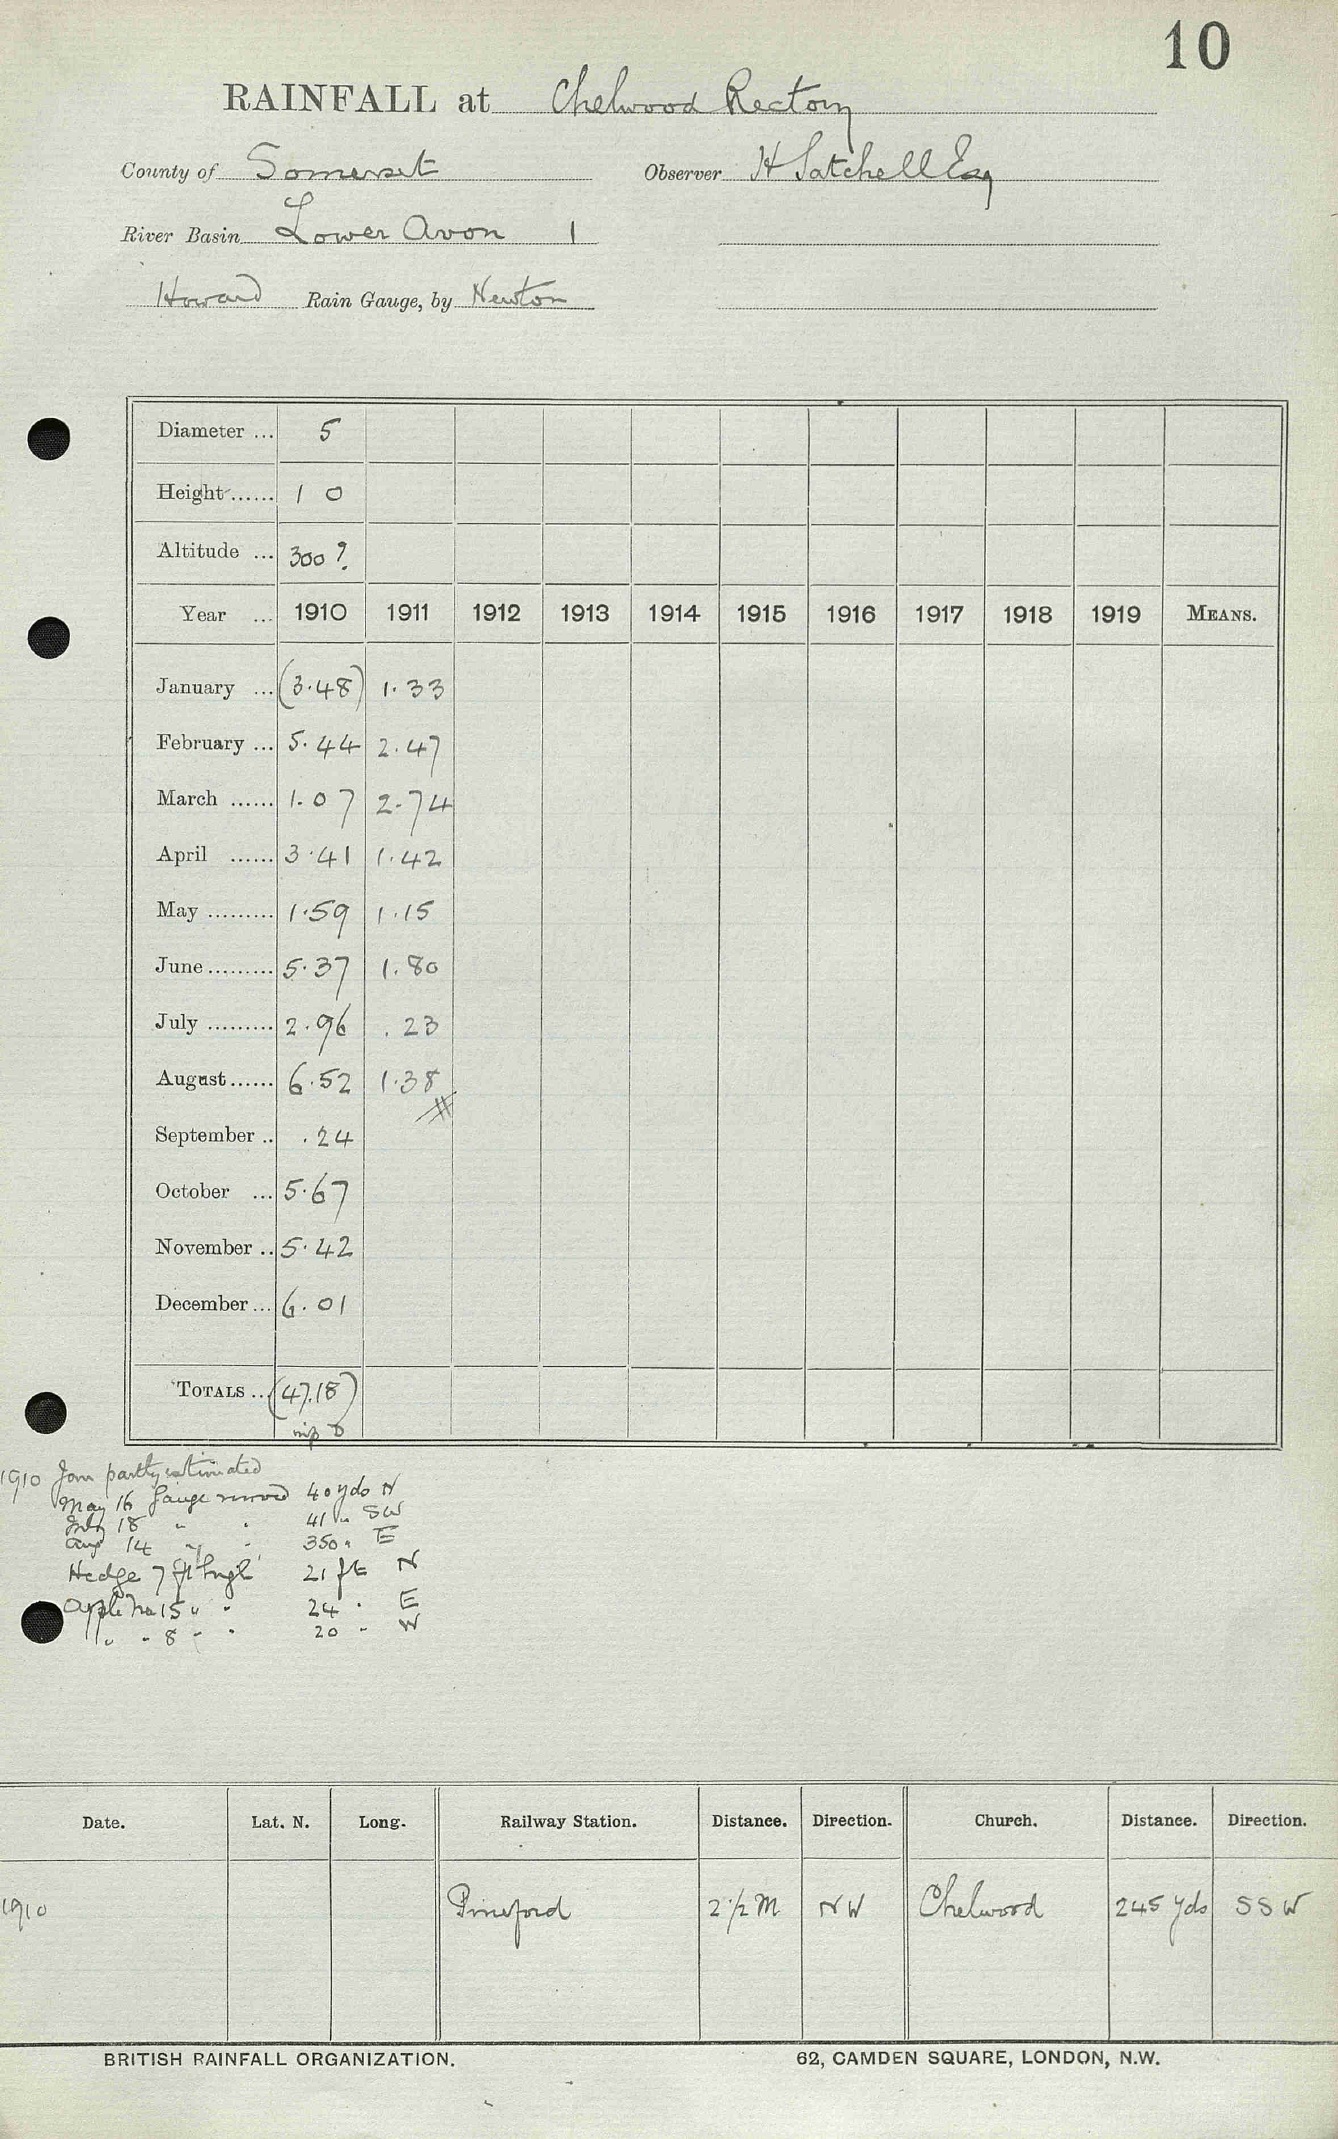 10
RAINFALL at Chelwood Rectory
County of Somerset Observer H Satchell Esq
River Basin Lower Avon 1
Howard Rain Gauge, by Newton
Diameter ... 5
Height ...... 1 0
Altitude ... 300 ?
Year ... 1910 1911 1912 1913 1914 1915 1916 1917 1918 1919 MEANS.
January ... (3.48) 1.33
February ... 5.44 2.47
March ...... 1.07 2.74
April ...... 3.41 1.42
May ......... 1.59 1.15
June ......... 5.37 1.80
July ......... 2.96 .23
August ...... 6.52 1.38
September .. .24
October ... 5.67
November .. 5.42
December ... 6.01
TOTALS .. (47.18)
1910 Jan partly estimated
May 16 Gauge moved 40 yds N
July 18 " " 41 " SW
Aug 14 " " 350 " E
Hedge 7 ft high 21 ft N
Apple tree 15 " " 24 " E
" " 8 " " 20 " W
Date. Lat. N. Long. Railway Station. Distance. Direction. Church. Distance. Direction.
1910 2 1/2 M NW Chelwood 245 yds SSW
BRITISH RAINFALL ORGANIZATION. 62, CAMDEN SQUARE, LONDON, N.W.